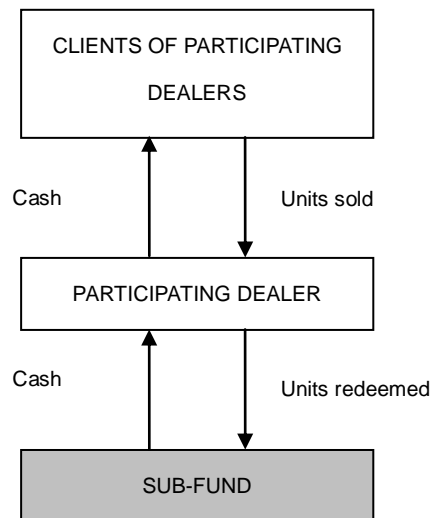 CLIENTS OF PARTICIPATING
DEALERS
Cash
Units sold
PARTICIPATING DEALER
Cash
Units redeemed
SUB-FUND